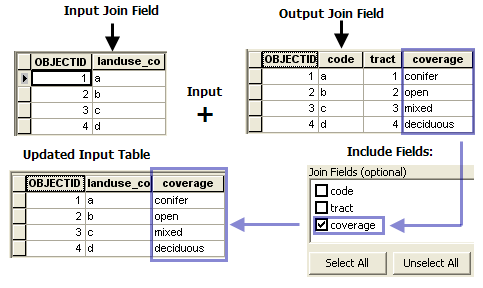 Input Join Field
Output Join Field
OBJECTID landuse_co
1 a
2 b
3 c
4 d
Input
+
OBJECTID code tract coverage
1 a 1 conifer
2 b 2 open
3 c 3 mixed
4 d 4 deciduous
Updated Input Table
OBJECTID landuse_co coverage
1 a conifer
2 b open
3 c mixed
4 d deciduous
Include Fields:
Join Fields (optional)
code
tract
coverage
Select All
Unselect All